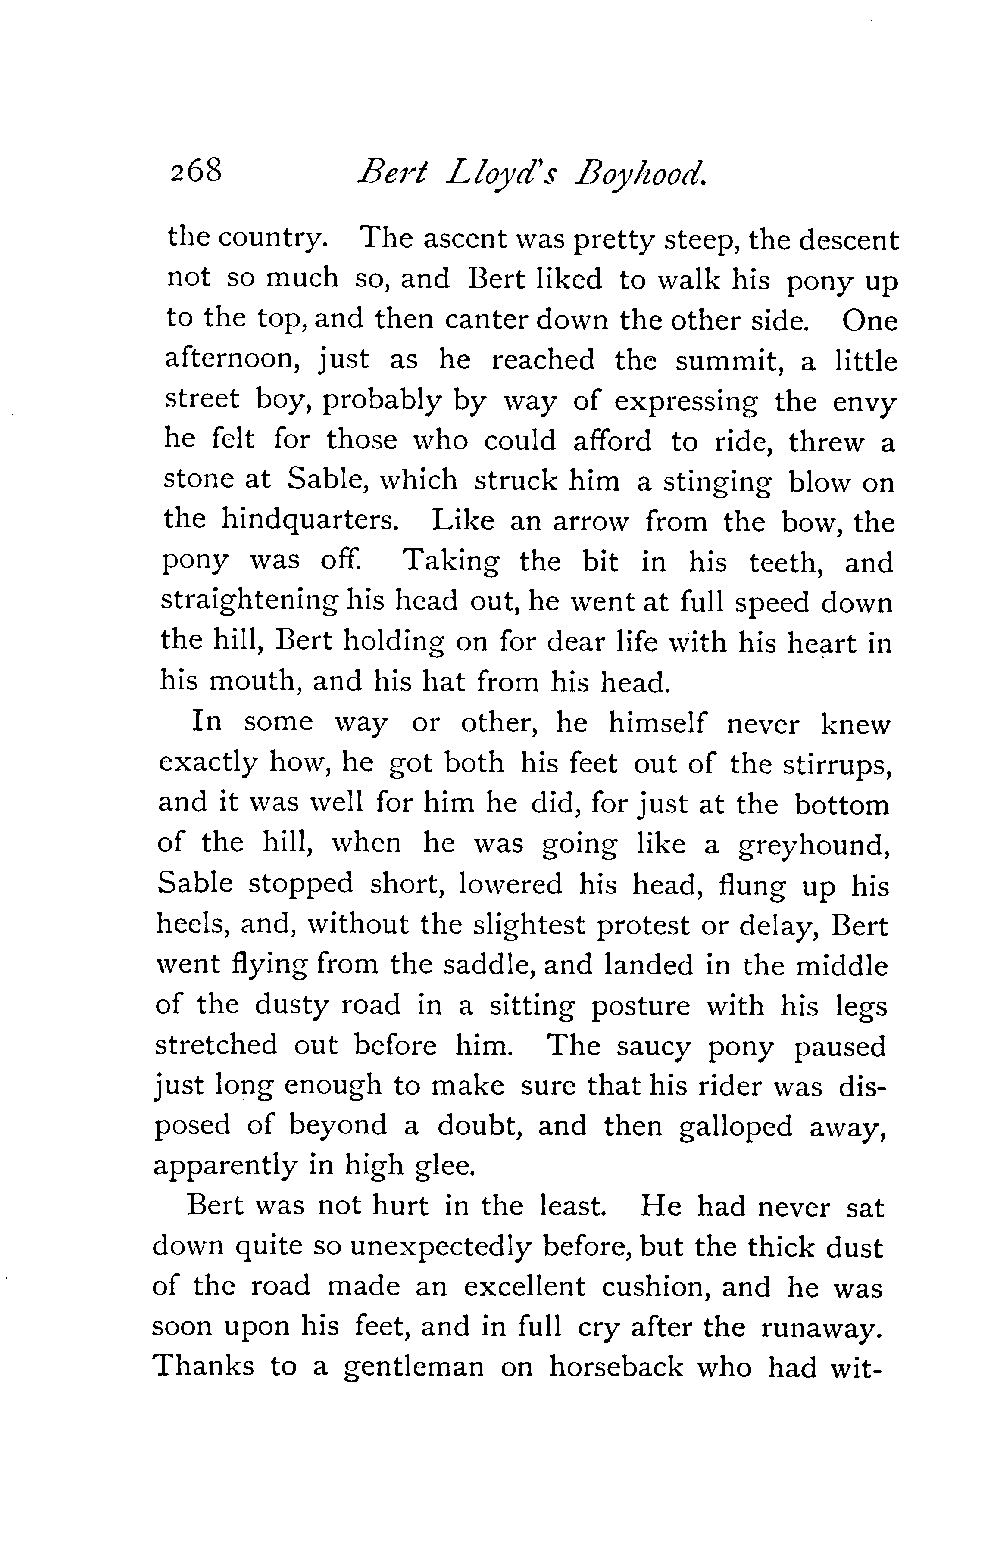 268 Bert Lloyd's Boyhood.
the country. The ascent was pretty steep, the descent
not so much so, and Bert liked to walk his pony up
to the top, and then canter down the other side. One
afternoon, just as he reached the summit, a little
street boy, probably by way of expressing the envy
he felt for those who could afford to ride, threw a
stone at Sable, which struck him a stinging blow on
the hindquarters. Like an arrow from the bow, the
pony was off. Taking the bit in his teeth, and
straightening his head out, he went at full speed down
the hill, Bert holding on for dear life with his heart in
his mouth, and his hat from his head.
In some way or other, he himself never knew
exactly how, he got both his feet out of the stirrups,
and it was well for him he did, for just at the bottom
of the hill, when he was going like a greyhound,
Sable stopped short, lowered his head, flung up his
heels, and, without the slightest protest or delay, Bert
went flying from the saddle, and landed in the middle
of the dusty road in a sitting posture with his legs
stretched out before him. The saucy pony paused
just long enough to make sure that his rider was dis-
posed of beyond a doubt, and then galloped away,
apparently in high glee.
Bert was not hurt in the least. He had never sat
down quite so unexpectedly before, but the thick dust
of the road made an excellent cushion, and he was
soon upon his feet, and in full cry after the runaway.
Thanks to a gentleman on horseback who had wit-